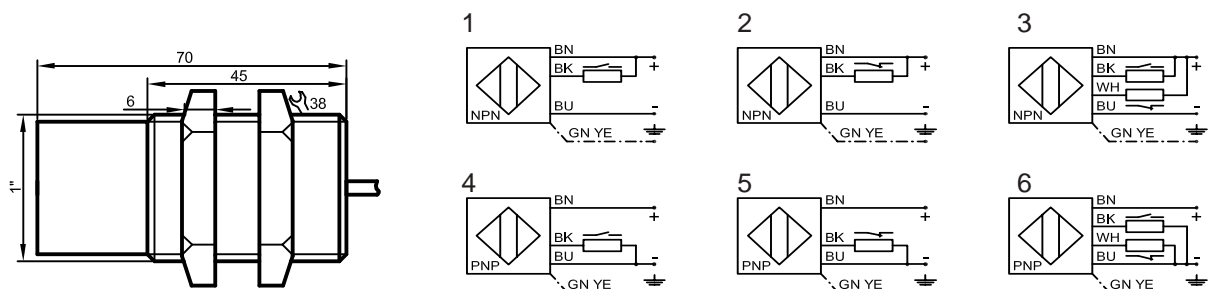 70
45
6
38
1"
1
BN
+
BK
BU
-
NPN
GN YE
2
BN
+
BK
BU
-
NPN
GN YE
3
BN
+
BK
WH
BU
-
NPN
GN YE
4
BN
+
BK
BU
-
PNP
GN YE
5
BN
+
BK
BU
-
PNP
GN YE
6
BN
+
BK
WH
BU
-
PNP
GN YE